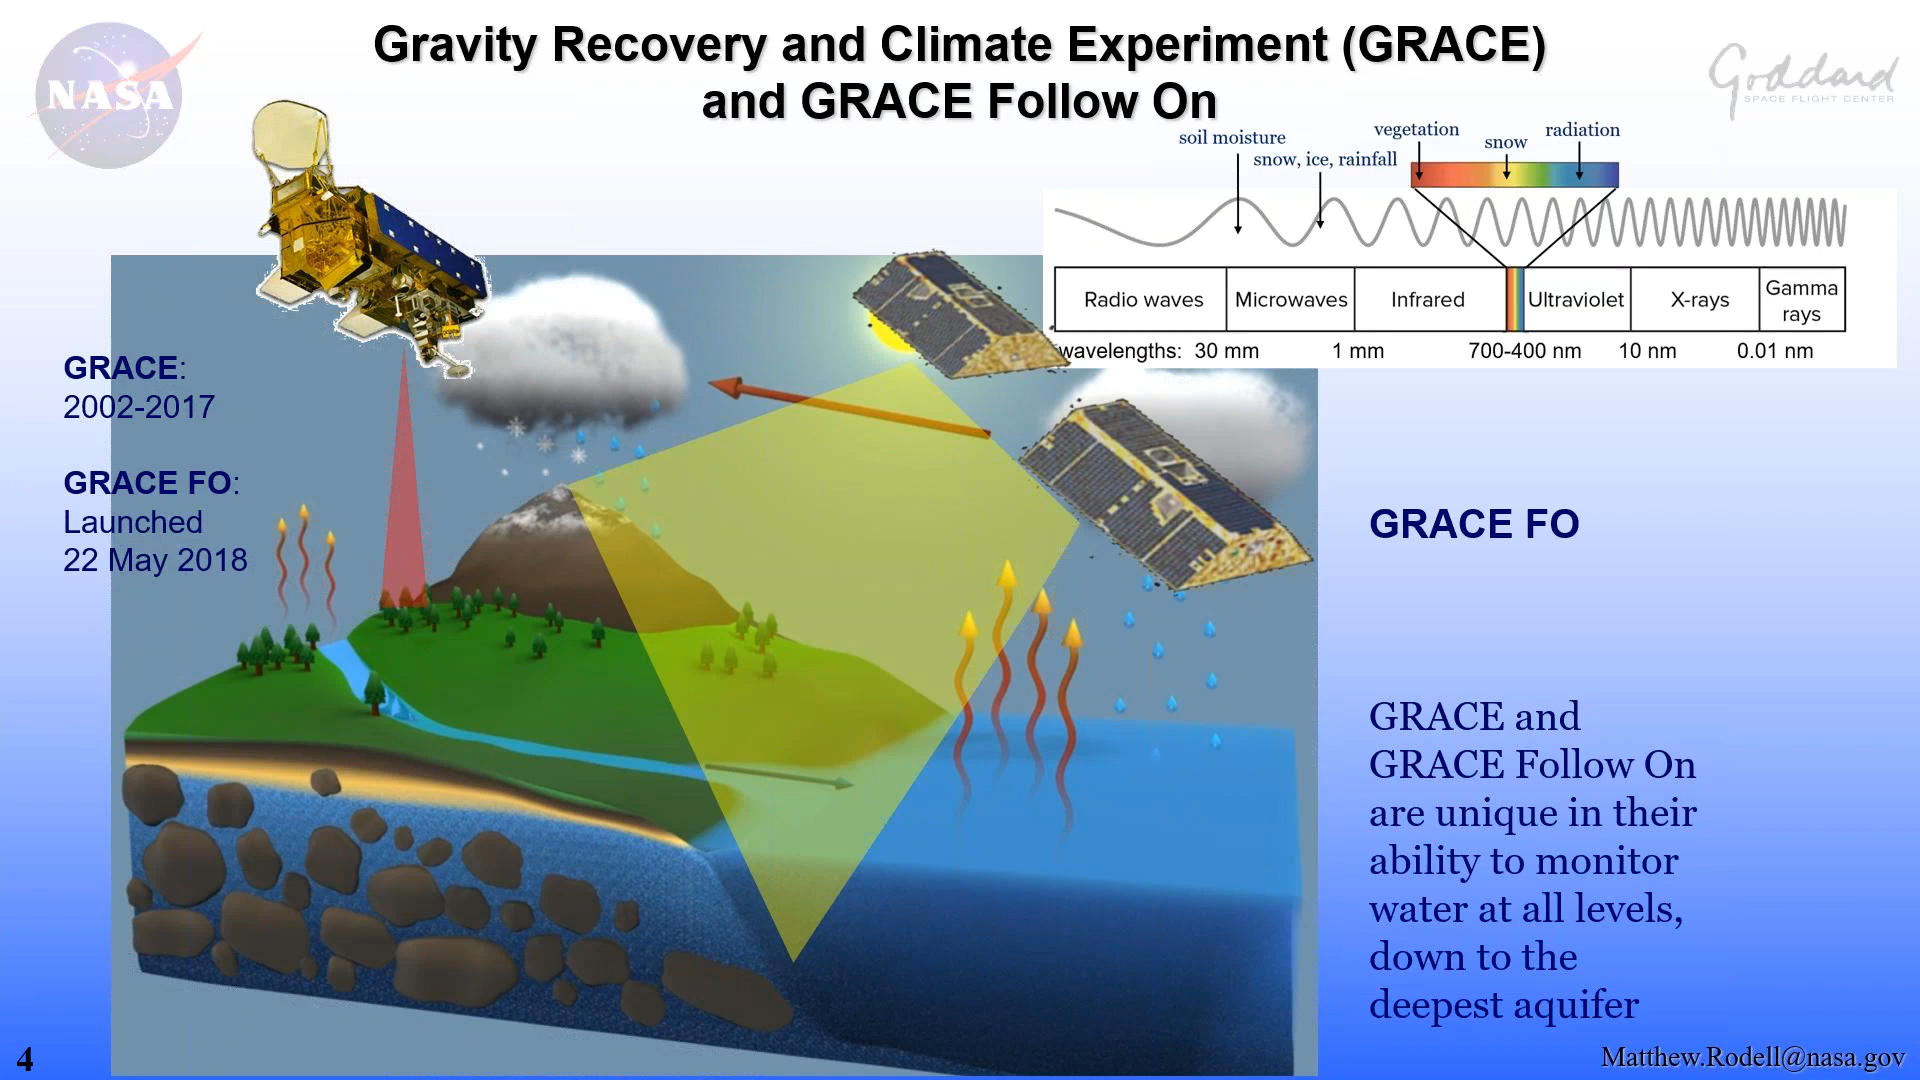 Gravity Recovery and Climate Experiment (GRACE)
and GRACE Follow On
NASA
Goddard
SPACE FLIGHT CENTER
soil moisture
snow, ice, rainfall
vegetation
snow
radiation
Radio waves
Microwaves
Infrared
Ultraviolet
X-rays
Gamma
rays
wavelengths: 30 mm 1 mm 700-400 nm 10 nm 0.01 nm
GRACE:
2002-2017
GRACE FO:
Launched
22 May 2018
GRACE FO
GRACE and
GRACE Follow On
are unique in their
ability to monitor
water at all levels,
down to the
deepest aquifer
4
Matthew.Rodell@nasa.gov